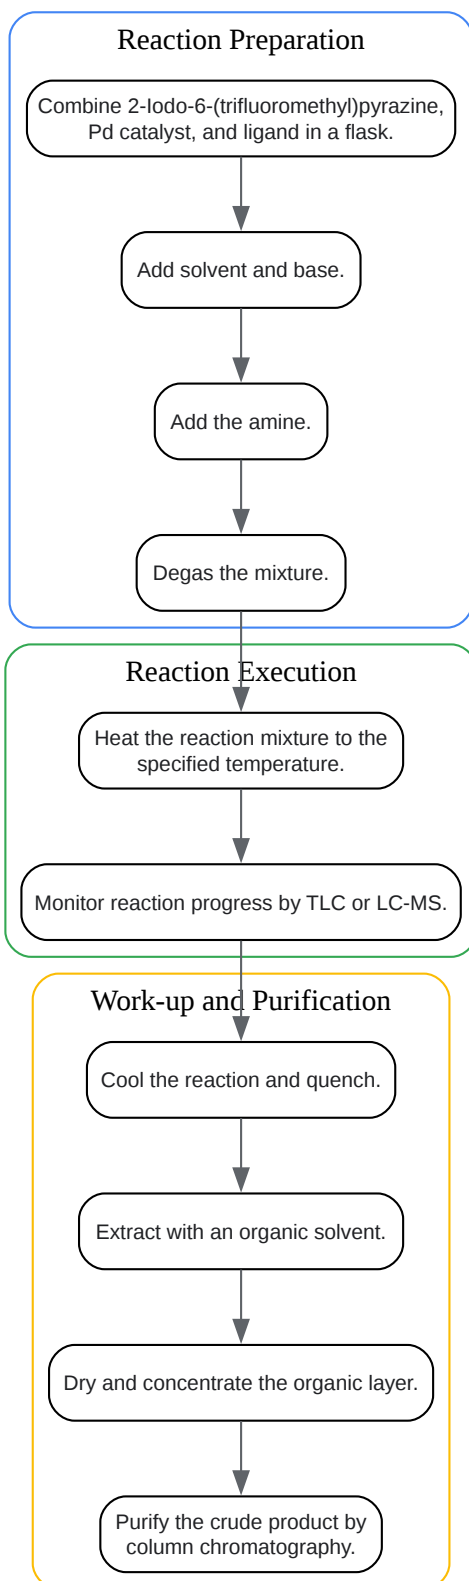 Reaction Preparation
Combine 2-Iodo-6-(trifluoromethyl)pyrazine,
Pd catalyst, and ligand in a flask.
Add solvent and base.
Add the amine.
Degas the mixture.
Reaction Execution
Heat the reaction mixture to the
specified temperature.
Monitor reaction progress by TLC or LC-MS.
Work-up and Purification
Cool the reaction and quench.
Extract with an organic solvent.
Dry and concentrate the organic layer.
Purify the crude product by
column chromatography.